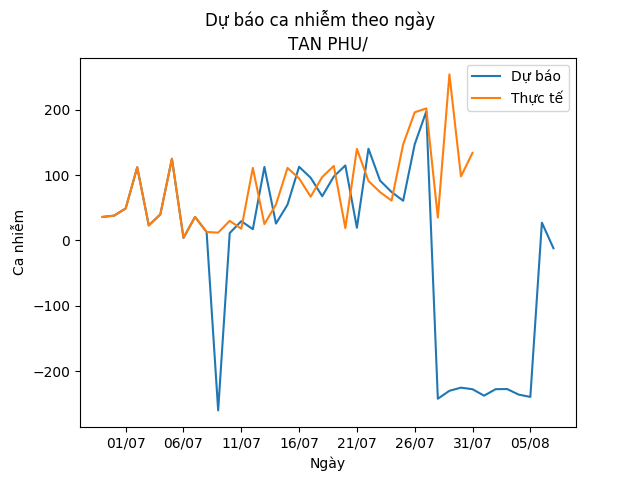 Dự báo ca nhiễm theo ngày
TAN PHU/
Dự báo
Thực tế
Ca nhiễm
200
100
0
−100
−200
01/07 06/07 11/07 16/07 21/07 26/07 31/07 05/08
Ngày